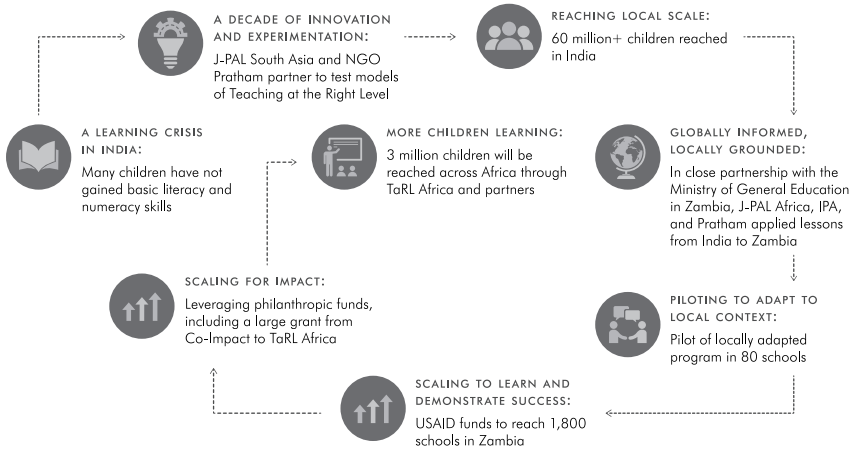 A LEARNING CRISIS
IN INDIA:
Many children have not
gained basic literacy and
numeracy skills
A DECADE OF INNOVATION
AND EXPERIMENTATION:
J-PAL South Asia and NGO
Pratham partner to test models
of Teaching at the Right Level
REACHING LOCAL SCALE:
60 million+ children reached
in India
GLOBALLY INFORMED,
LOCALLY GROUNDED:
In close partnership with the
Ministry of General Education
in Zambia, J-PAL Africa, IPA,
and Pratham applied lessons
from India to Zambia
PILOTING TO ADAPT TO
LOCAL CONTEXT:
Pilot of locally adapted
program in 80 schools
SCALING TO LEARN AND
DEMONSTRATE SUCCESS:
USAID funds to reach 1,800
schools in Zambia
SCALING FOR IMPACT:
Leveraging philanthropic funds,
including a large grant from
Co-Impact to TaRL Africa
MORE CHILDREN LEARNING:
3 million children will be
reached across Africa through
TaRL Africa and partners